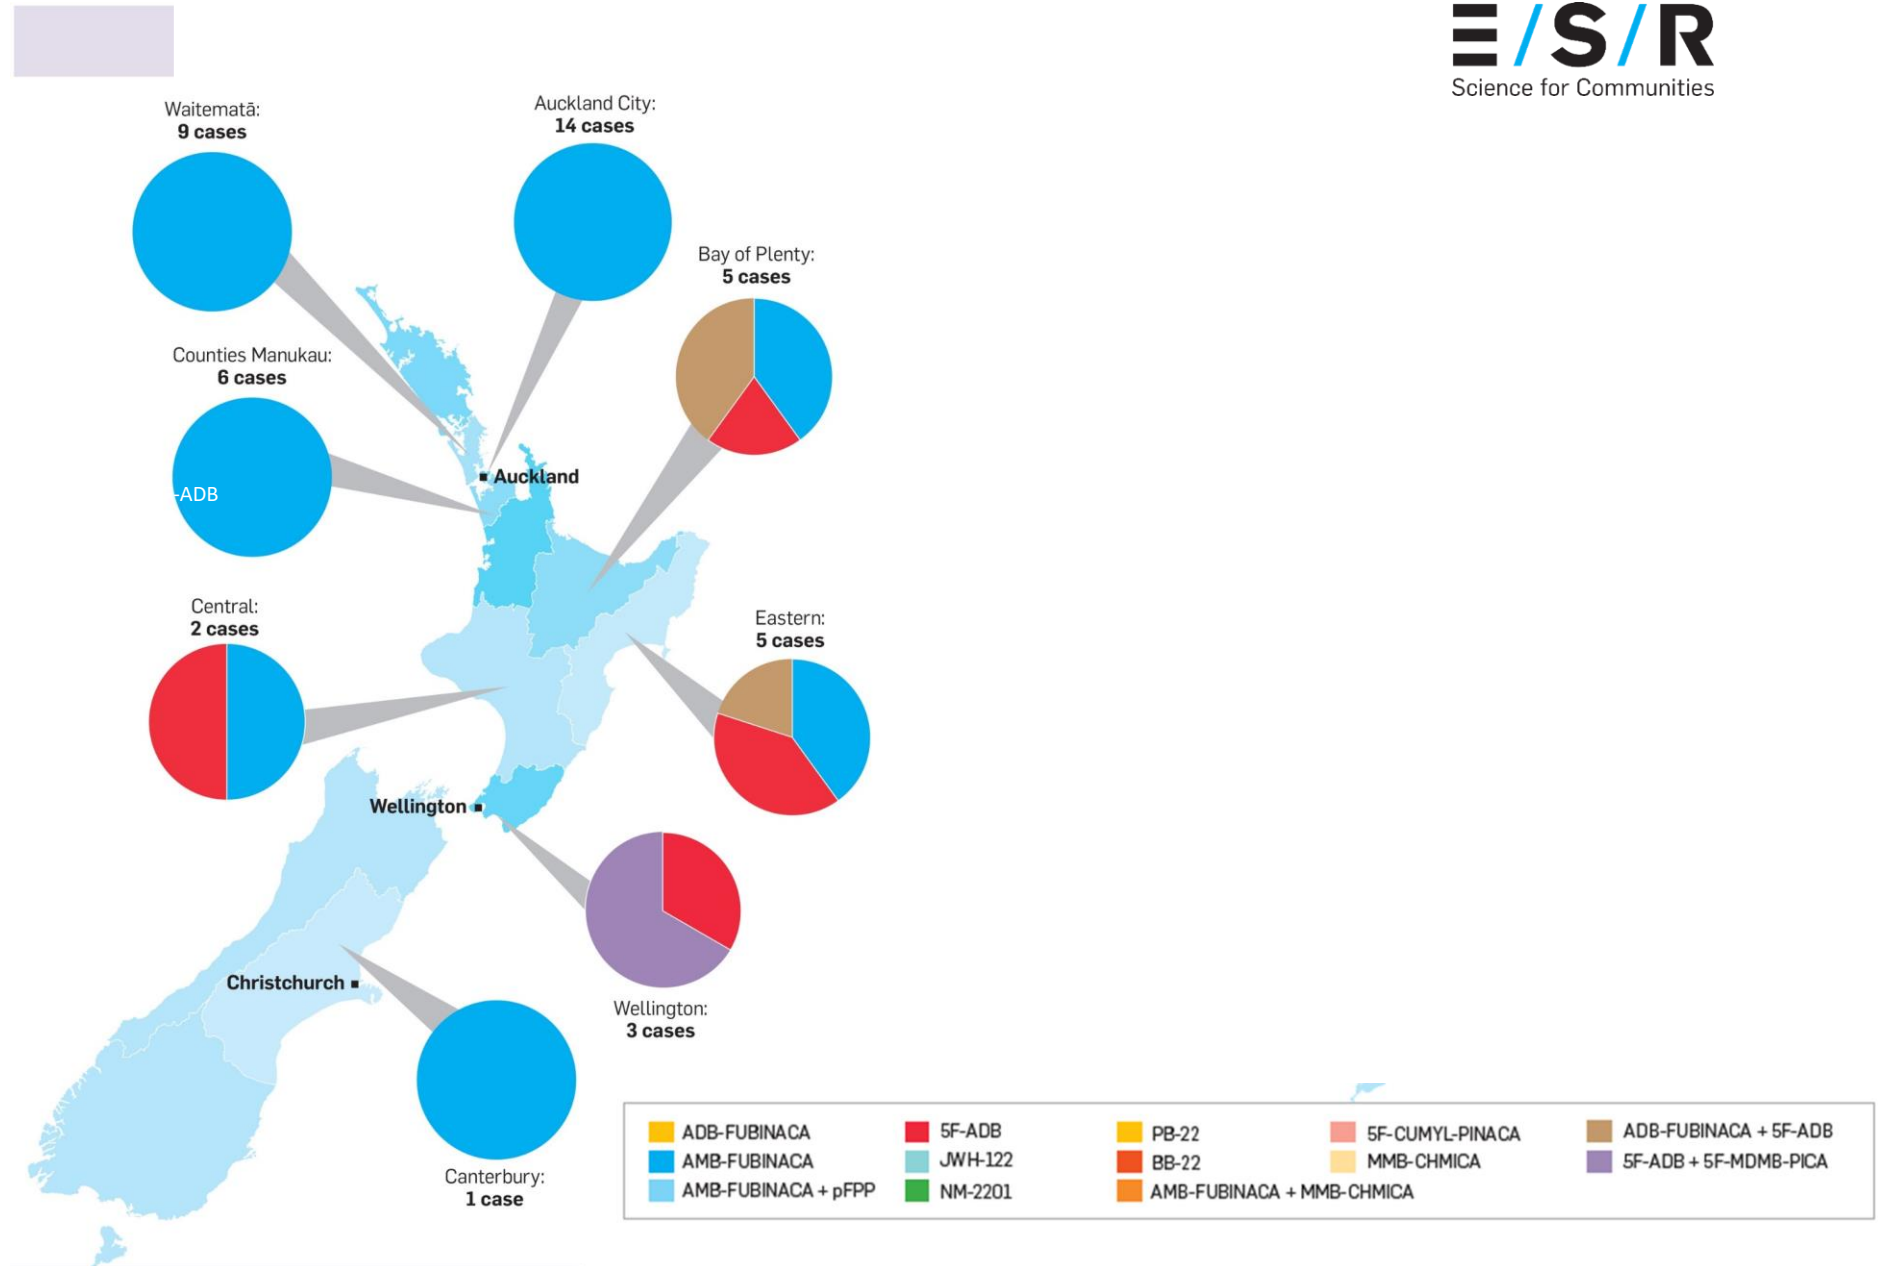 E/S/R
Science for Communities
Waitematā:
9 cases
Auckland City:
14 cases
Bay of Plenty:
5 cases
Counties Manukau:
6 cases
-ADB
Auckland
Central:
2 cases
Eastern:
5 cases
Wellington
Christchurch
Wellington:
3 cases
Canterbury:
1 case
ADB-FUBINACA
AMB-FUBINACA
AMB-FUBINACA + pFPP
5F-ADB
JWH-122
NM-2201
PB-22
BB-22
AMB-FUBINACA + MMB-CHMICA
5F-CUMYL-PINACA
MMB-CHMICA
ADB-FUBINACA + 5F-ADB
5F-ADB + 5F-MDMB-PICA